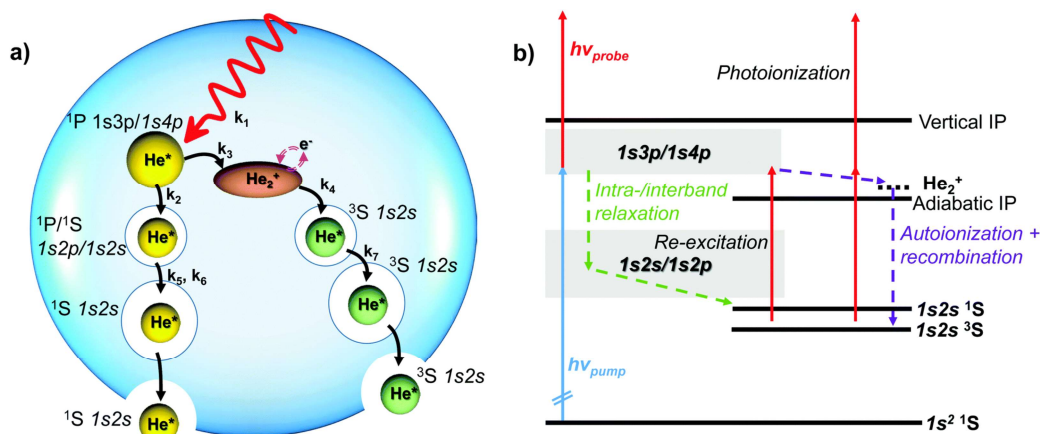 a)
¹P 1s3p/1s4p
k₁
He*
k₃
e⁻
He₂⁺
k₂
k₄
¹P/¹S
1s2p/1s2s
He*
³S 1s2s
He*
k₇
³S 1s2s
k₅, k₆
¹S 1s2s
He*
He*
³S 1s2s
He*
¹S 1s2s
He*
b)
hνprobe
Photoionization
Vertical IP
1s3p/1s4p
He₂⁺
Adiabatic IP
Intra-/interband
relaxation
Autoionization +
recombination
Re-excitation
1s2s/1s2p
1s2s ¹S
1s2s ³S
hνpump
1s² ¹S